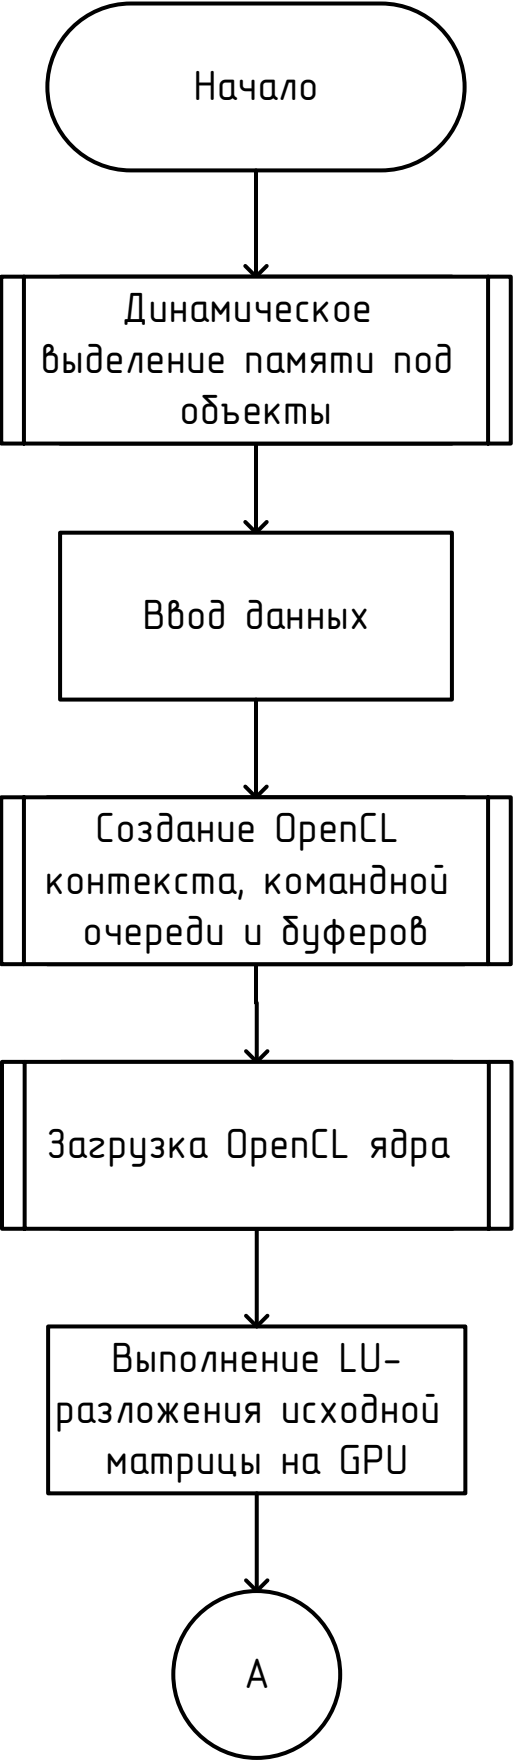 Начало
Динамическое
выделение памяти под
объекты
Ввод данных
Создание OpenCL
контекста, командной
очереди и буферов
Загрузка OpenCL ядра
Выполнение LU-
разложения исходной
матрицы на GPU
А